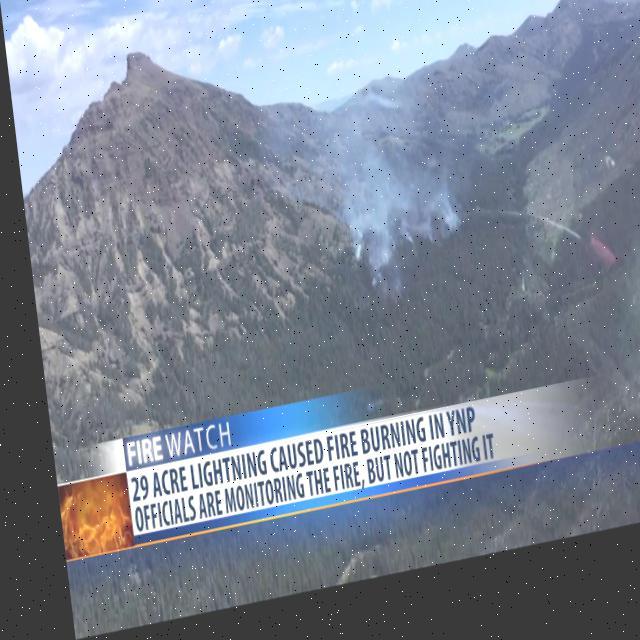 FIRE WATCH
29 ACRE LIGHTNING CAUSED FIRE BURNING IN YNP
OFFICIALS ARE MONITORING THE FIRE, BUT NOT FIGHTING IT